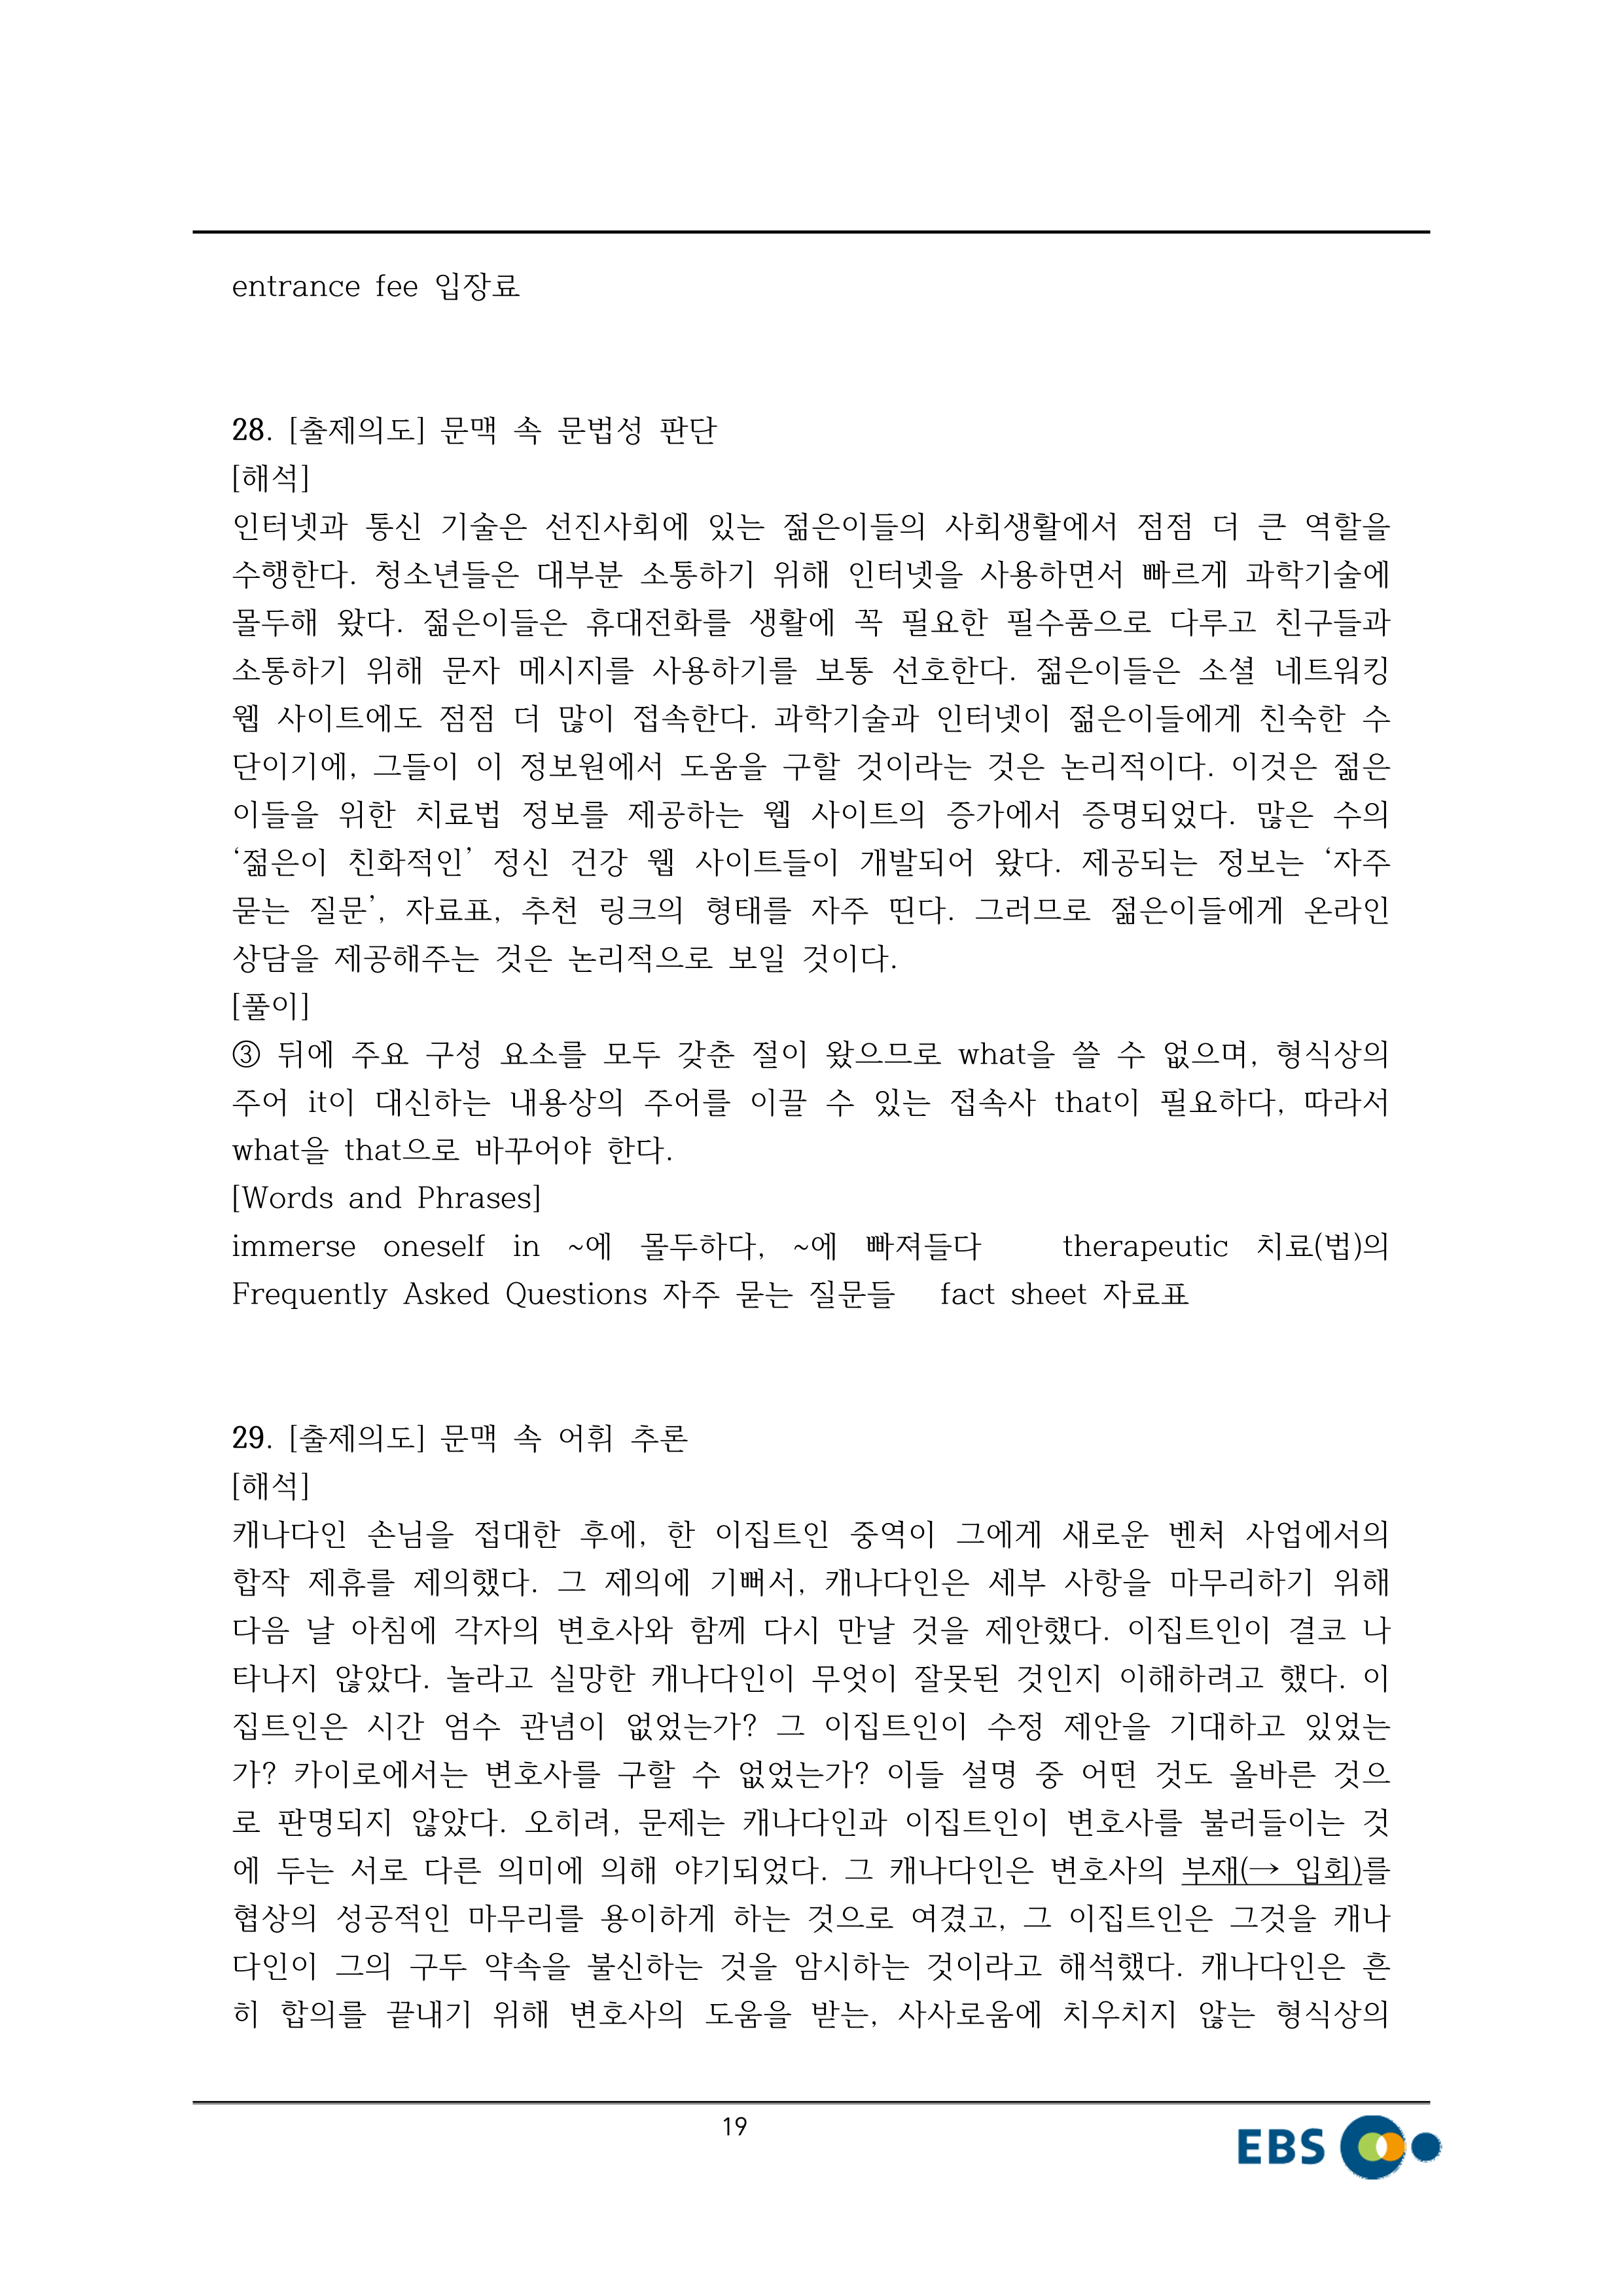 entrance fee 입장료
28. [출제의도] 문맥 속 문법성 판단
[해석]
인터넷과 통신 기술은 선진사회에 있는 젊은이들의 사회생활에서 점점 더 큰 역할을
수행한다. 청소년들은 대부분 소통하기 위해 인터넷을 사용하면서 빠르게 과학기술에
몰두해 왔다. 젊은이들은 휴대전화를 생활에 꼭 필요한 필수품으로 다루고 친구들과
소통하기 위해 문자 메시지를 사용하기를 보통 선호한다. 젊은이들은 소셜 네트워킹
웹 사이트에도 점점 더 많이 접속한다. 과학기술과 인터넷이 젊은이들에게 친숙한 수
단이기에, 그들이 이 정보원에서 도움을 구할 것이라는 것은 논리적이다. 이것은 젊은
이들을 위한 치료법 정보를 제공하는 웹 사이트의 증가에서 증명되었다. 많은 수의
‘젊은이 친화적인’ 정신 건강 웹 사이트들이 개발되어 왔다. 제공되는 정보는 ‘자주
묻는 질문’, 자료표, 추천 링크의 형태를 자주 띤다. 그러므로 젊은이들에게 온라인
상담을 제공해주는 것은 논리적으로 보일 것이다.
[풀이]
③ 뒤에 주요 구성 요소를 모두 갖춘 절이 왔으므로 what을 쓸 수 없으며, 형식상의
주어 it이 대신하는 내용상의 주어를 이끌 수 있는 접속사 that이 필요하다, 따라서
what을 that으로 바꾸어야 한다.
[Words and Phrases]
immerse oneself in ~에 몰두하다, ~에 빠져들다 therapeutic 치료(법)의
Frequently Asked Questions 자주 묻는 질문들 fact sheet 자료표
29. [출제의도] 문맥 속 어휘 추론
[해석]
캐나다인 손님을 접대한 후에, 한 이집트인 중역이 그에게 새로운 벤처 사업에서의
합작 제휴를 제의했다. 그 제의에 기뻐서, 캐나다인은 세부 사항을 마무리하기 위해
다음 날 아침에 각자의 변호사와 함께 다시 만날 것을 제안했다. 이집트인이 결코 나
타나지 않았다. 놀라고 실망한 캐나다인이 무엇이 잘못된 것인지 이해하려고 했다. 이
집트인은 시간 엄수 관념이 없었는가? 그 이집트인이 수정 제안을 기대하고 있었는
가? 카이로에서는 변호사를 구할 수 없었는가? 이들 설명 중 어떤 것도 올바른 것으
로 판명되지 않았다. 오히려, 문제는 캐나다인과 이집트인이 변호사를 불러들이는 것
에 두는 서로 다른 의미에 의해 야기되었다. 그 캐나다인은 변호사의 부재(→ 입회)를
협상의 성공적인 마무리를 용이하게 하는 것으로 여겼고, 그 이집트인은 그것을 캐나
다인이 그의 구두 약속을 불신하는 것을 암시하는 것이라고 해석했다. 캐나다인은 흔
히 합의를 끝내기 위해 변호사의 도움을 받는, 사사로움에 치우치지 않는 형식상의
19
EBS